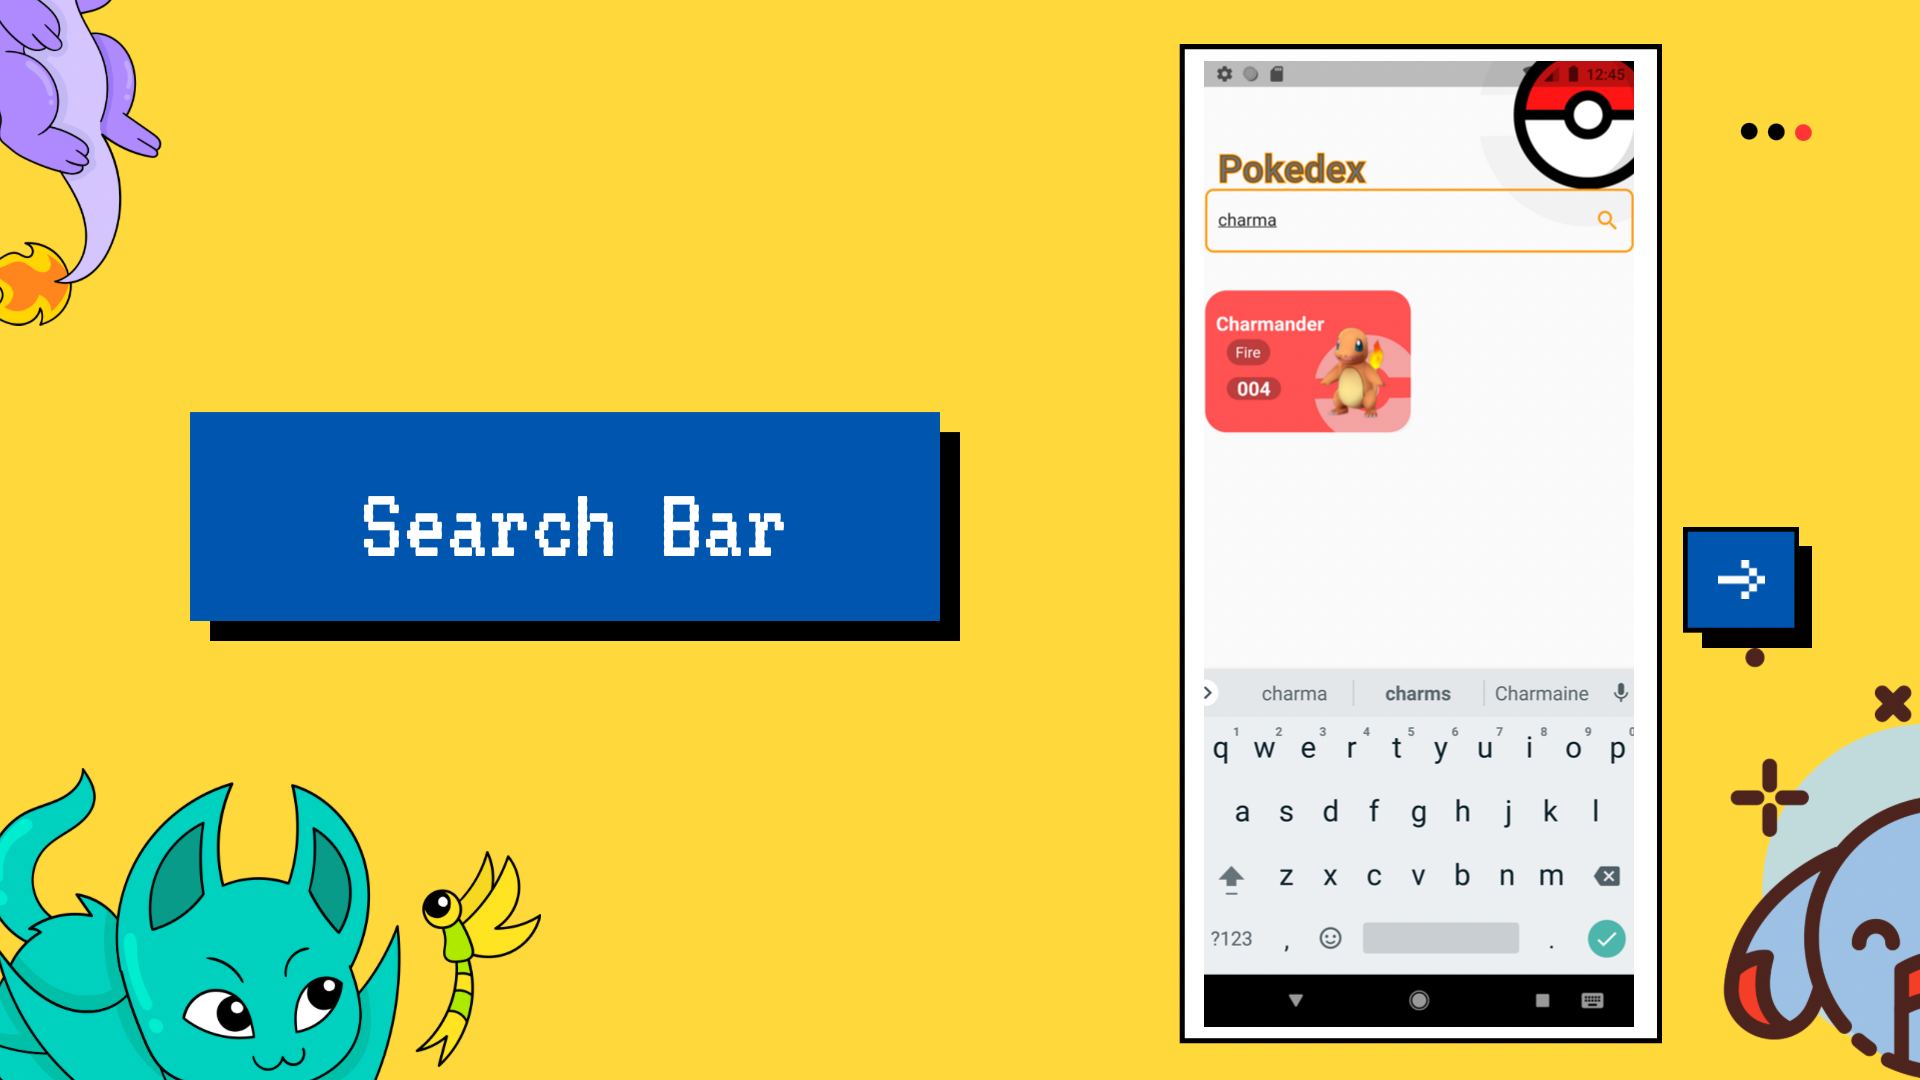 Search Bar
12:45
Pokedex
charma
Charmander
Fire
004
charma charms Charmaine
1 2 3 4 5 6 7 8 9 0
q w e r t y u i o p
a s d f g h j k l
z x c v b n m
?123 , .